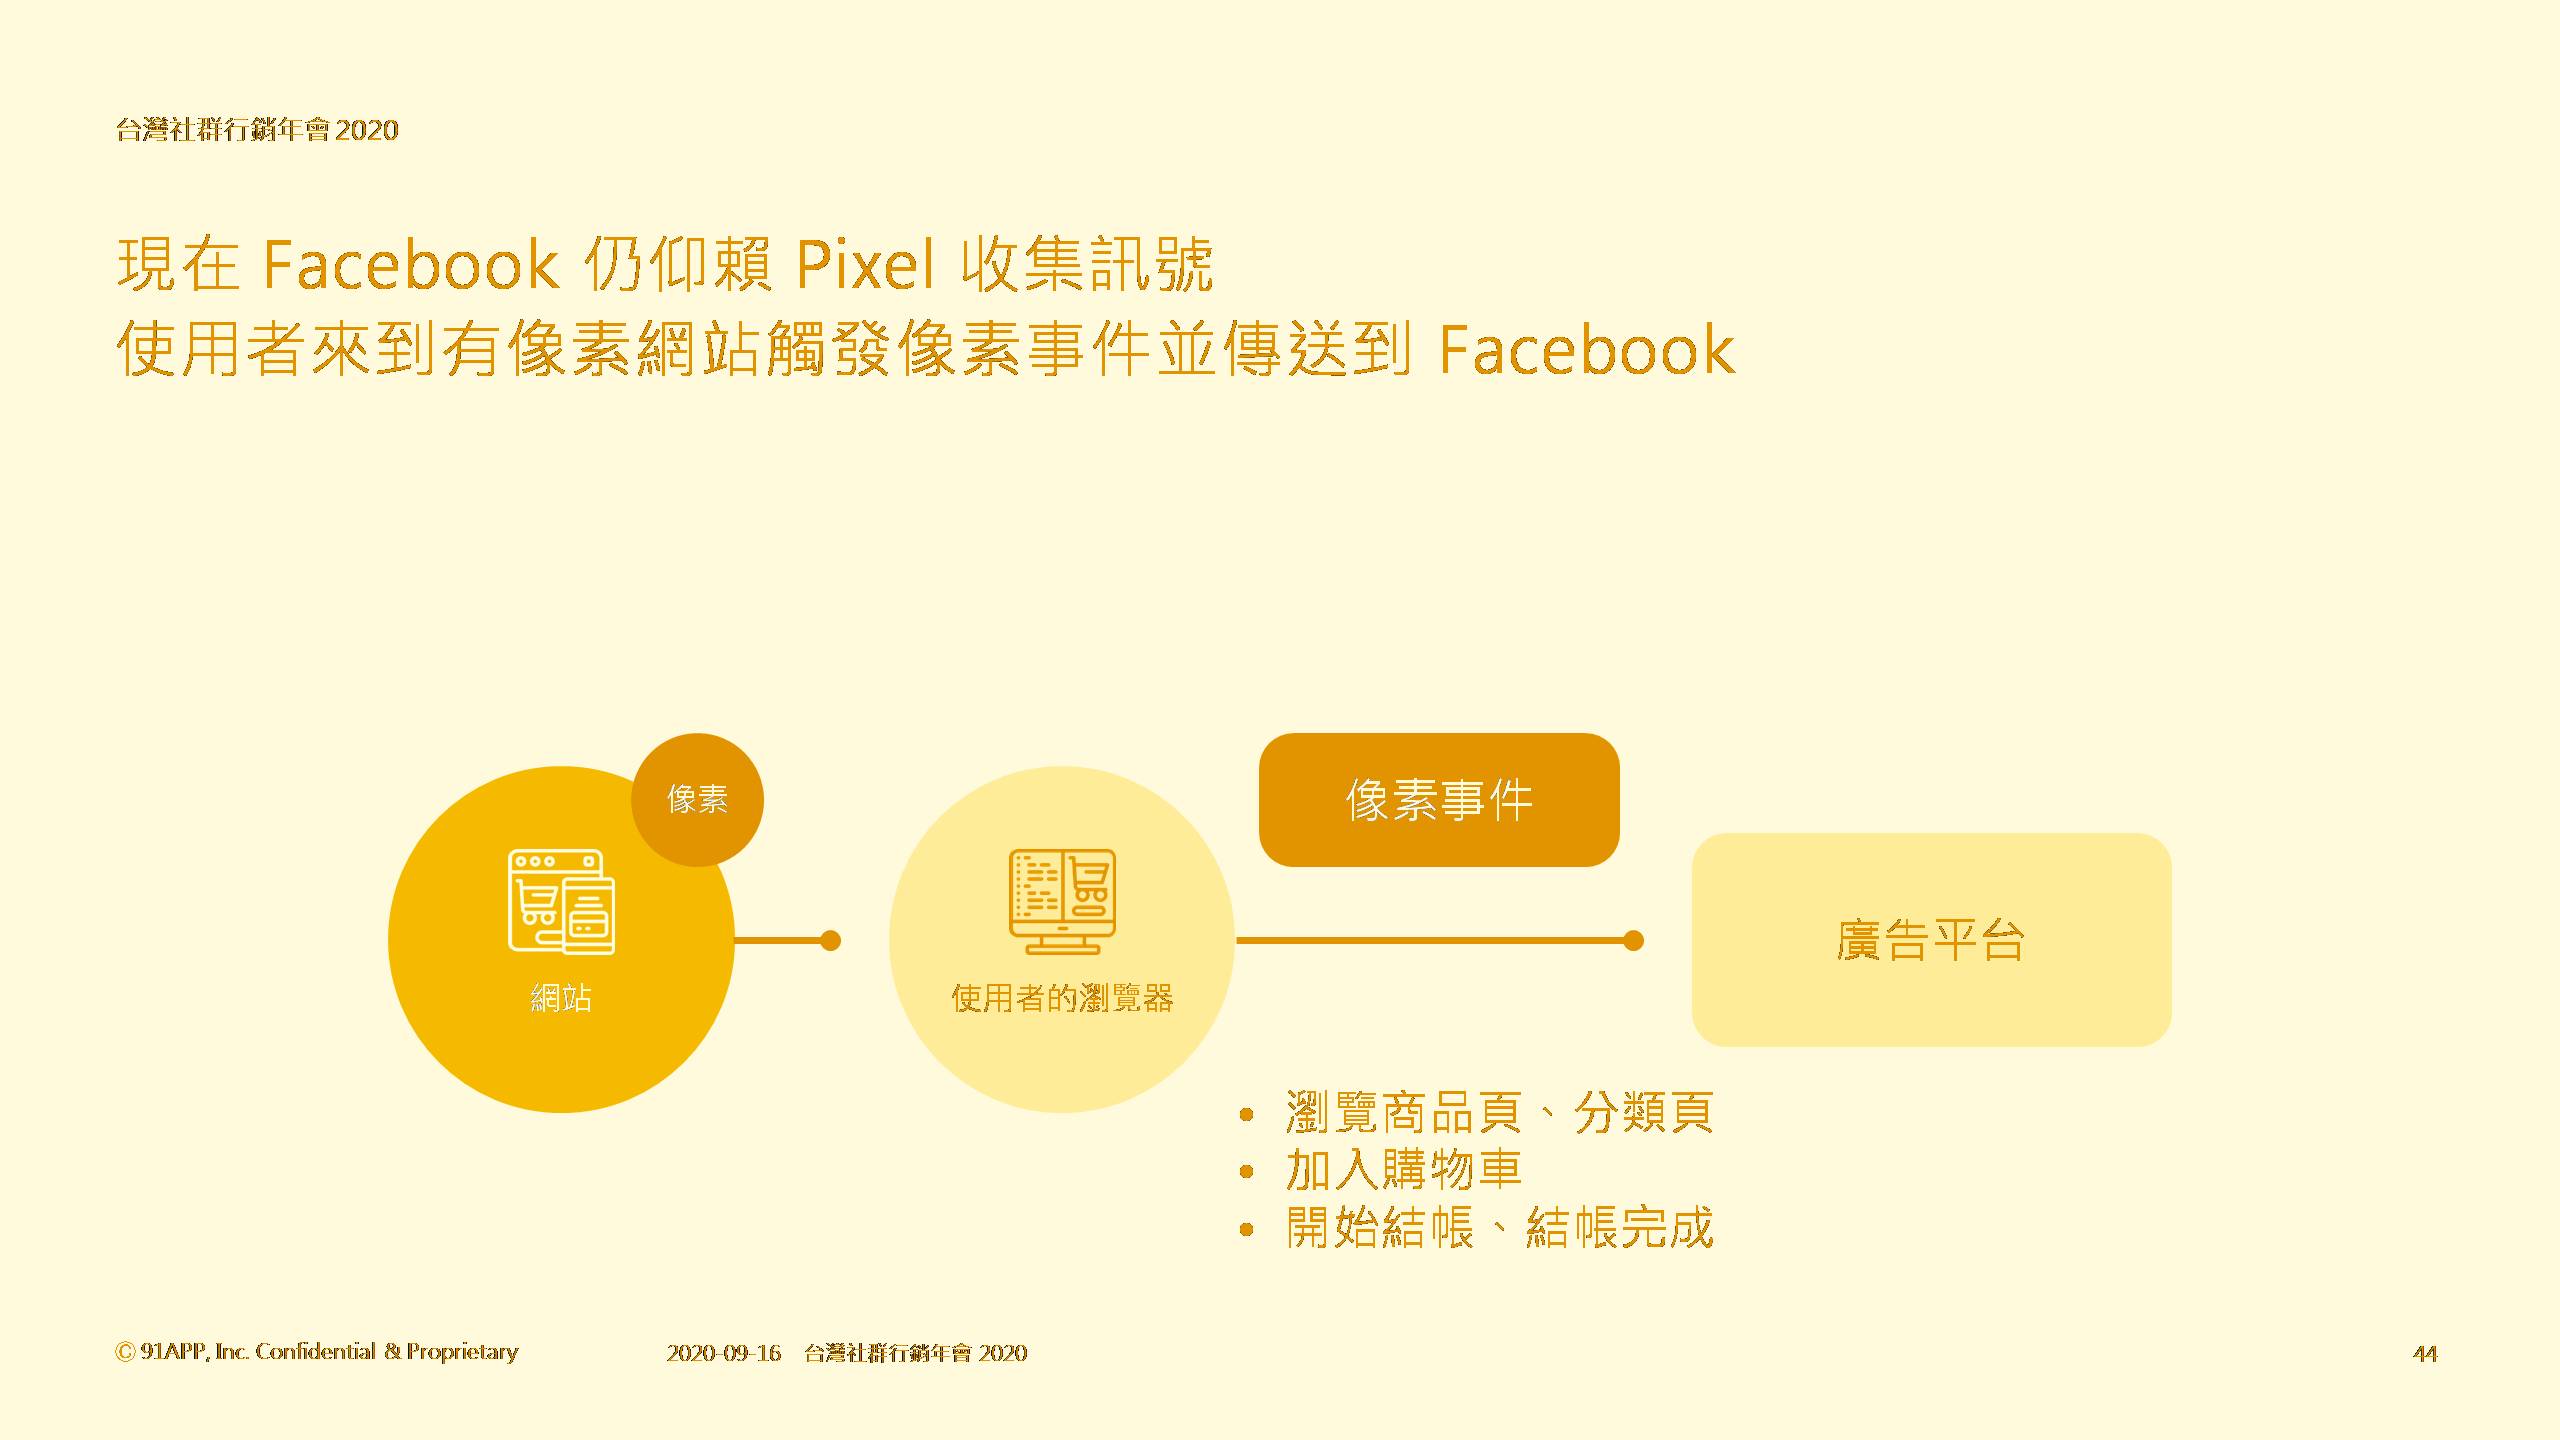 台灣社群行銷年會 2020
現在 Facebook 仍仰賴 Pixel 收集訊號
使用者來到有像素網站觸發像素事件並傳送到 Facebook
像素
網站
使用者的瀏覽器
像素事件
廣告平台
• 瀏覽商品頁、分類頁
• 加入購物車
• 開始結帳、結帳完成
© 91APP, Inc. Confidential & Proprietary
2020-09-16 台灣社群行銷年會 2020
44